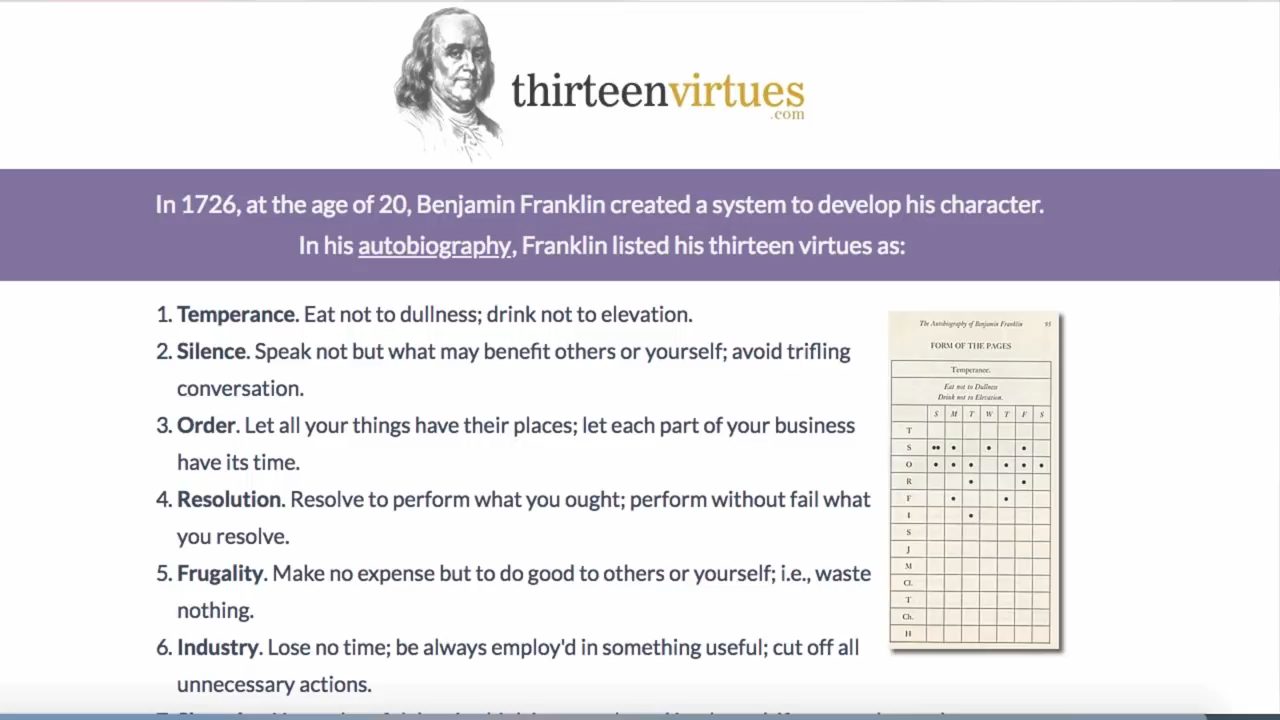 thirteenvirtues
.com
In 1726, at the age of 20, Benjamin Franklin created a system to develop his character.
In his autobiography, Franklin listed his thirteen virtues as:
1. Temperance. Eat not to dullness; drink not to elevation.
2. Silence. Speak not but what may benefit others or yourself; avoid trifling
conversation.
3. Order. Let all your things have their places; let each part of your business
have its time.
4. Resolution. Resolve to perform what you ought; perform without fail what
you resolve.
5. Frugality. Make no expense but to do good to others or yourself; i.e., waste
nothing.
6. Industry. Lose no time; be always employ'd in something useful; cut off all
unnecessary actions.
The Autobiography of Benjamin Franklin 95
FORM OF THE PAGES
Temperance.
Eat not to Dullness
Drink not to Elevation.
S M T W T F S
T
S
O
R
F
I
S
J
M
Cl.
T
Ch.
H